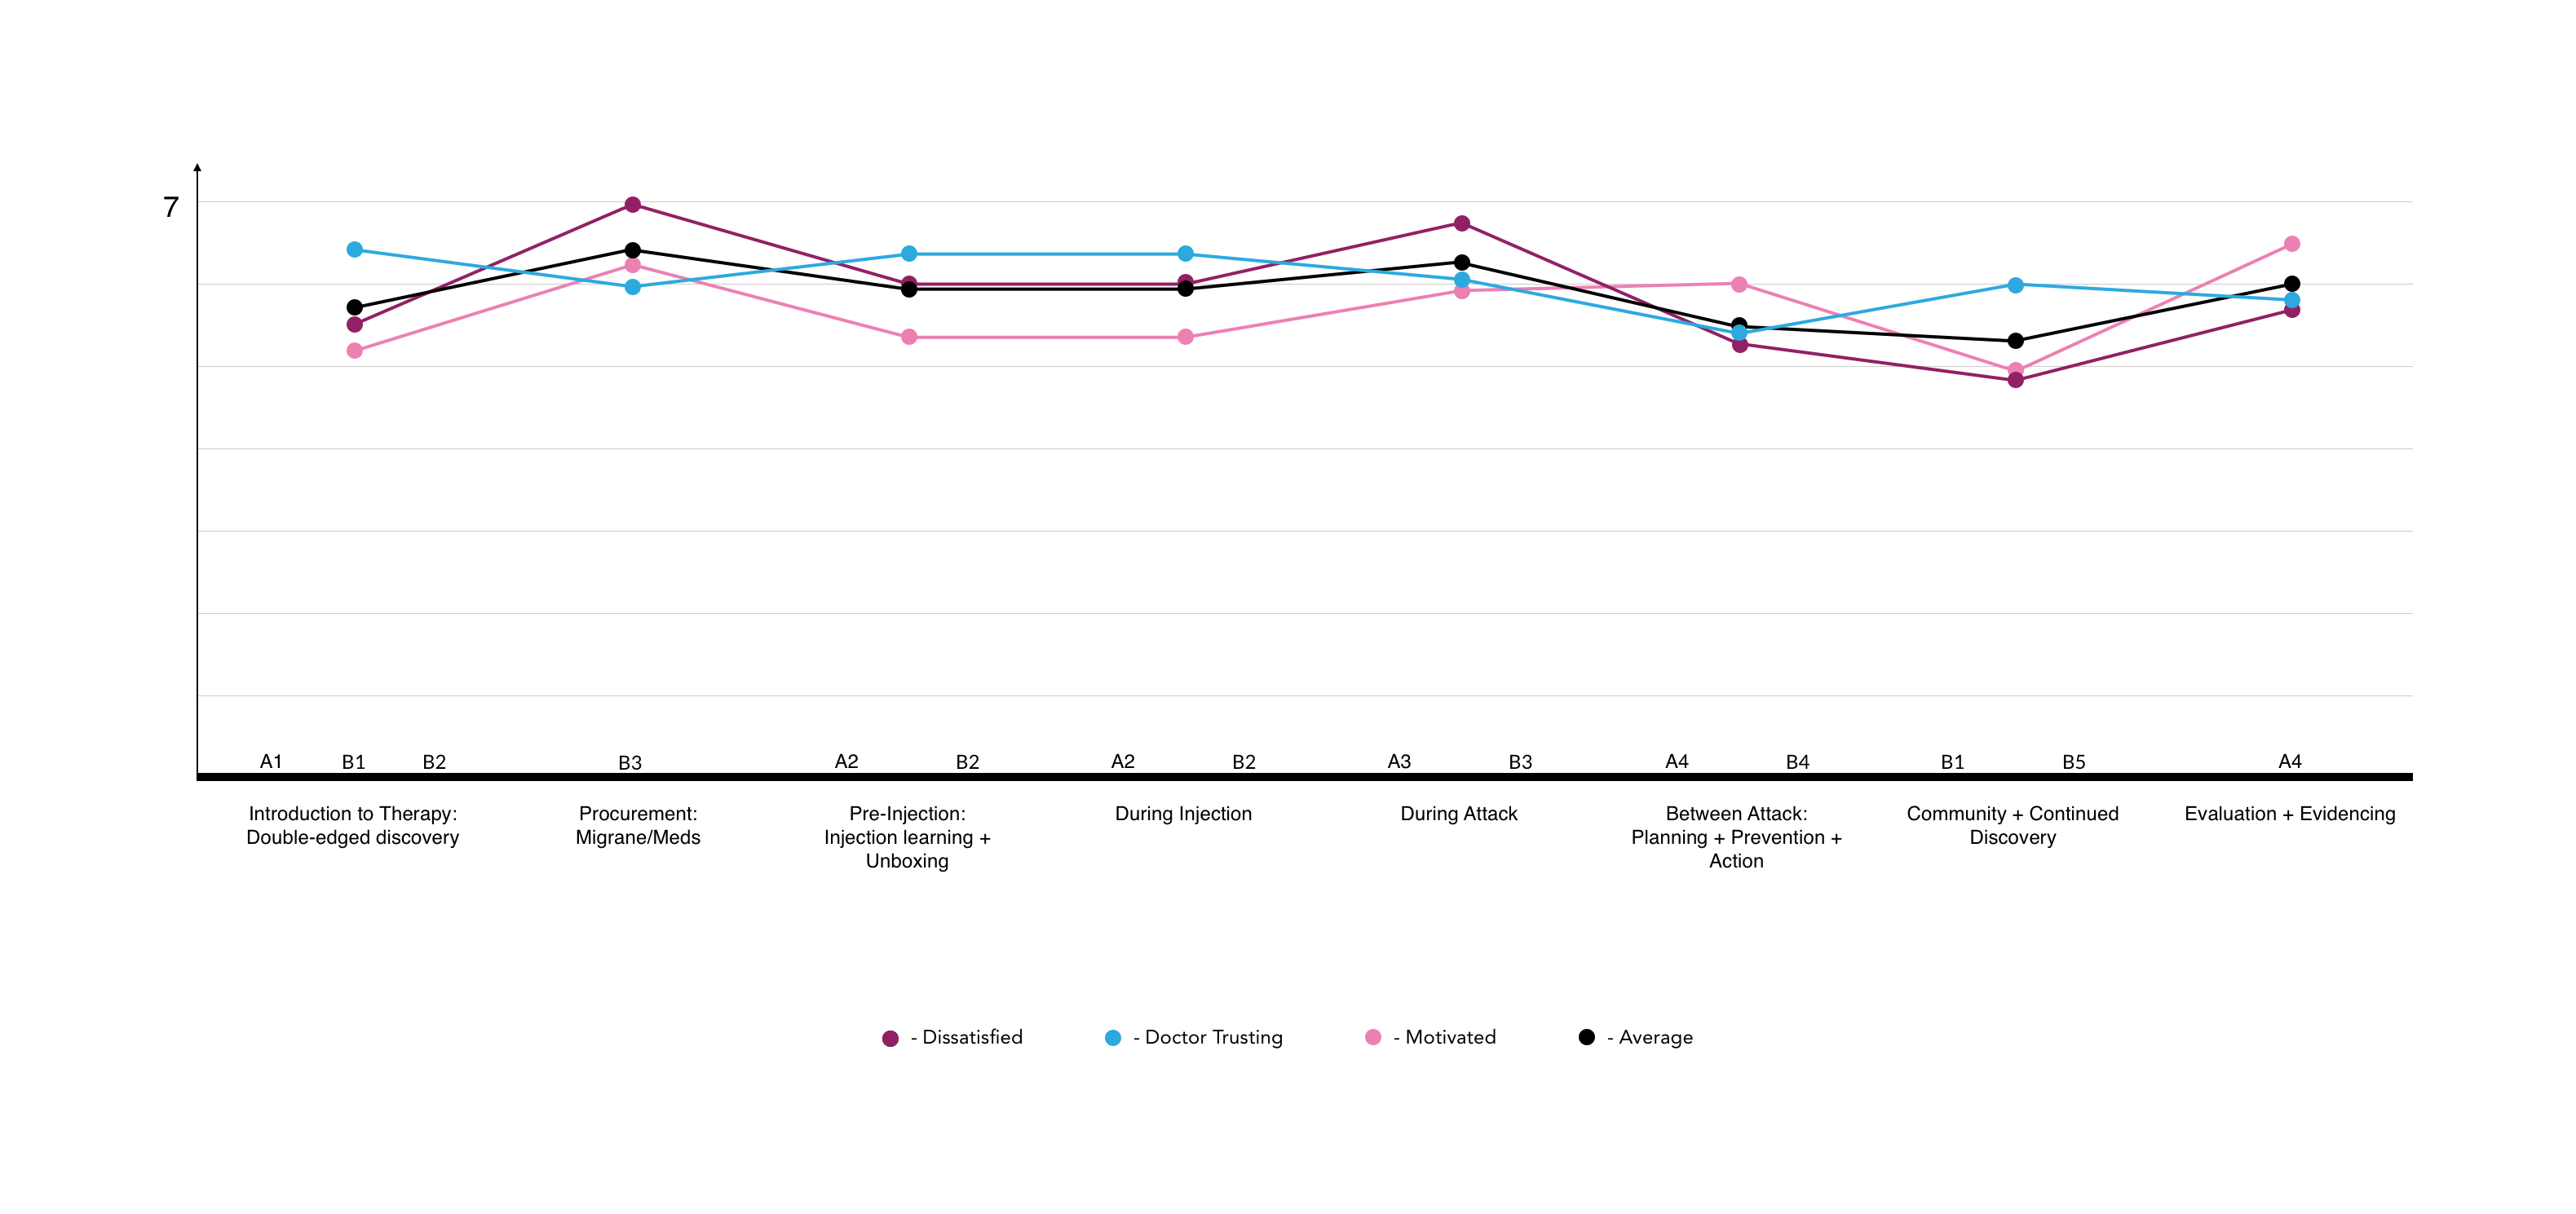 7
A1 B1 B2 B3 A2 B2 A2 B2 A3 B3 A4 B4 B1 B5 A4
Introduction to Therapy:
Double-edged discovery
Procurement:
Migrane/Meds
Pre-Injection:
Injection learning +
Unboxing
During Injection
During Attack
Between Attack:
Planning + Prevention +
Action
Community + Continued
Discovery
Evaluation + Evidencing
- Dissatisfied
- Doctor Trusting
- Motivated
- Average